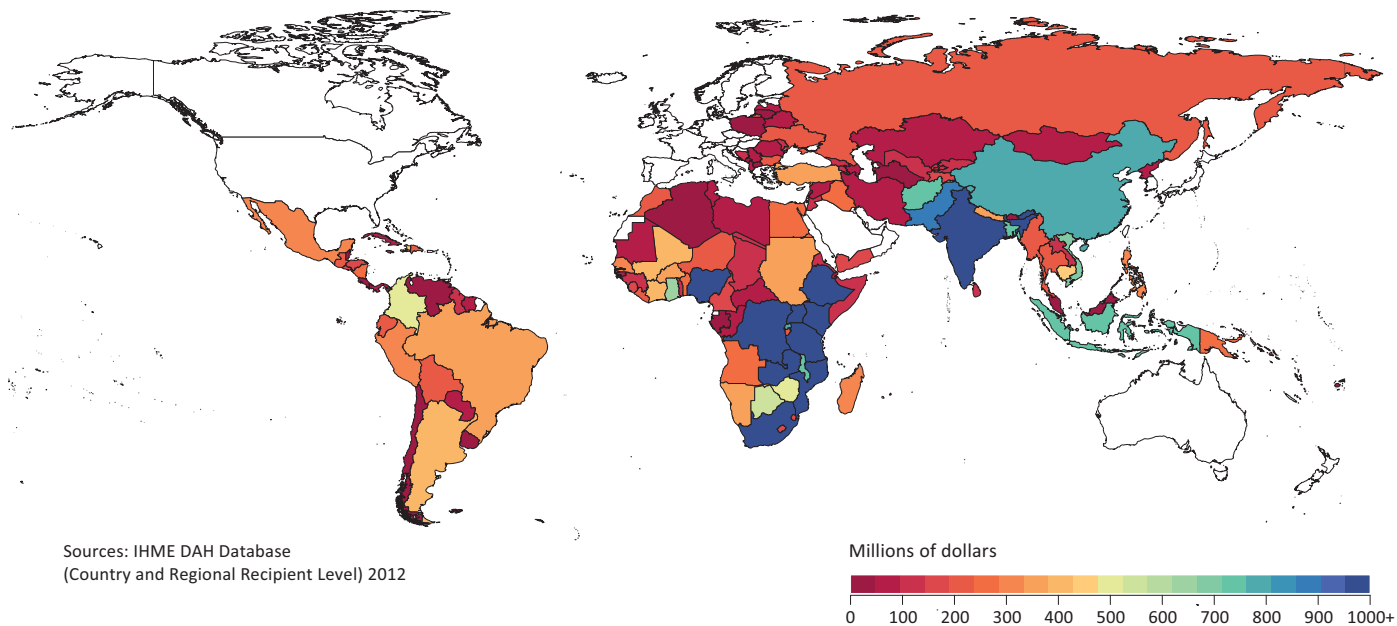 Sources: IHME DAH Database
(Country and Regional Recipient Level) 2012
Millions of dollars
0 100 200 300 400 500 600 700 800 900 1000+